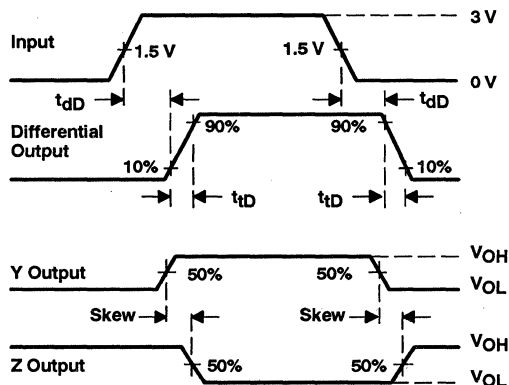 3 V
Input
1.5 V
1.5 V
0 V
tdD
tdD
Differential
Output
90%
90%
10%
10%
ttD
ttD
VOH
Y Output
50%
50%
VOL
Skew
Skew
VOH
Z Output
50%
50%
VOL